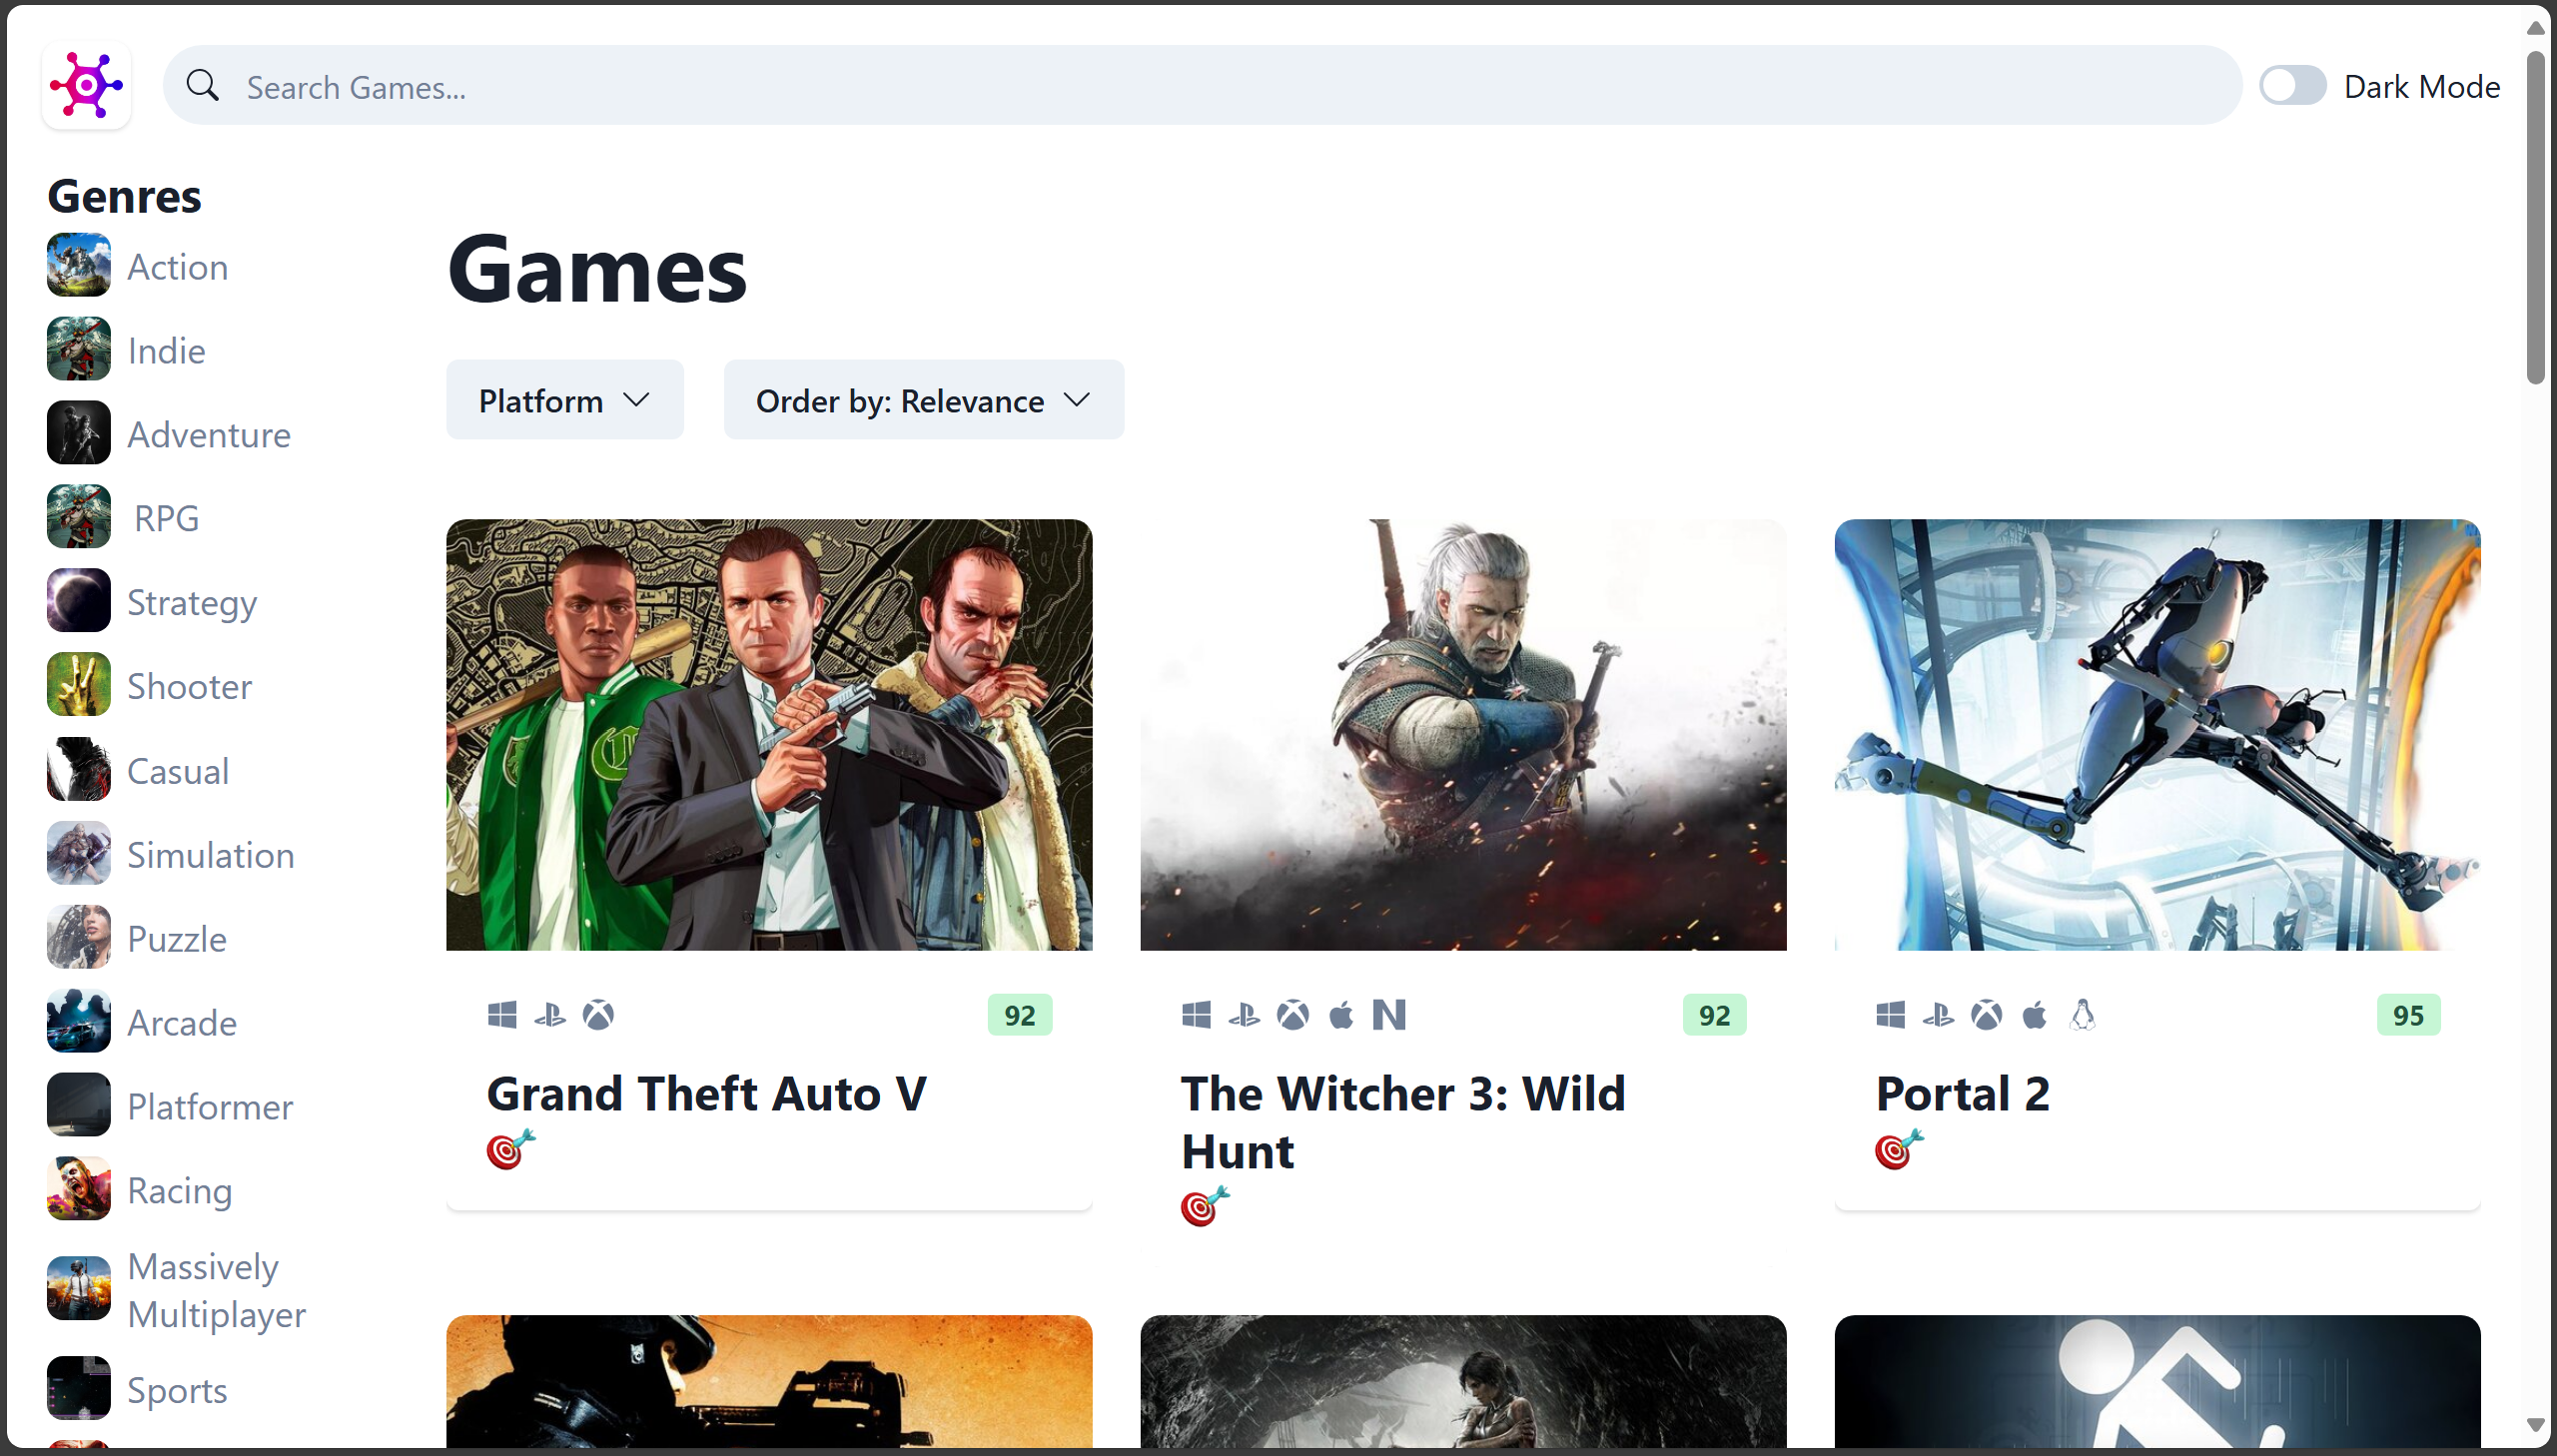 Search Games...
Dark Mode
Genres
Action
Indie
Adventure
RPG
Strategy
Shooter
Casual
Simulation
Puzzle
Arcade
Platformer
Racing
Massively
Multiplayer
Sports
Games
Platform
Order by: Relevance
92
Grand Theft Auto V
92
The Witcher 3: Wild
Hunt
95
Portal 2